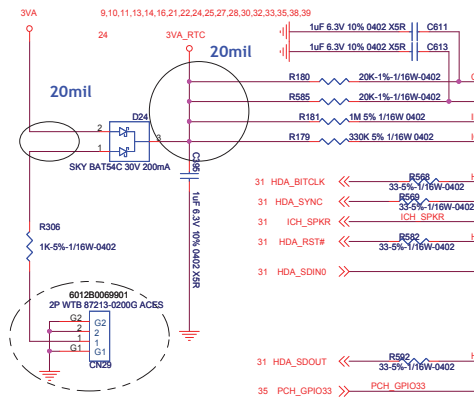 3VA
9,10,11,13,14,16,21,22,24,25,27,28,30,32,33,35,38,39
24
3VA_RTC
1uF 6.3V 10% 0402 X5R C611
1uF 6.3V 10% 0402 X5R C613
20mil
20mil
R180 20K-1%-1/16W-0402
R585 20K-1%-1/16W-0402
R181 1M 5% 1/16W 0402
R179 330K 5% 1/16W 0402
D24
2
1
3
SKY BAT54C 30V 200mA
C395
1uF 6.3V 10% 0402 X5R
R306
1K-5%-1/16W-0402
31 HDA_BITCLK R568
33-5%-1/16W-0402
31 HDA_SYNC R569
33-5%-1/16W-0402
31 ICH_SPKR ICH_SPKR
31 HDA_RST# R582
33-5%-1/16W-0402
31 HDA_SDIN0
6012B0069901
2P WTB 87213-0200G ACES
G2 G2
2 2
1 1
G1 G1
CN29
31 HDA_SDOUT R592
33-5%-1/16W-0402
35 PCH_GPIO33 PCH_GPIO33